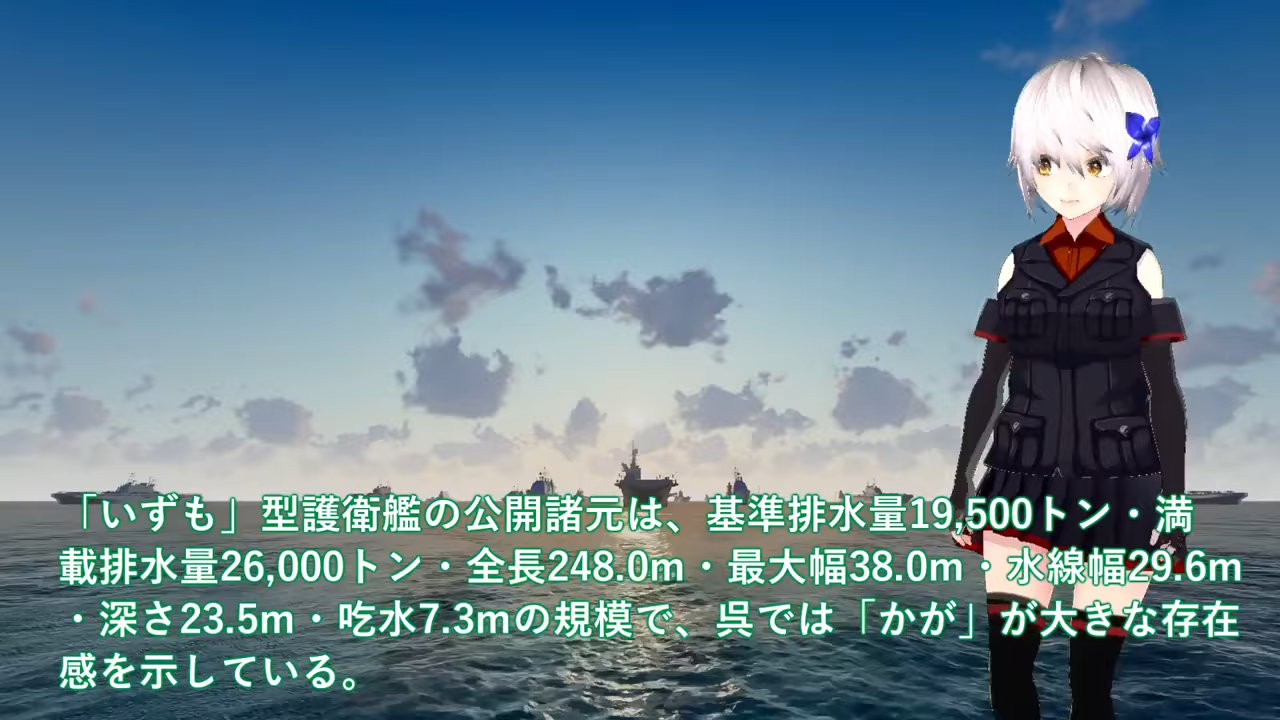 「いずも」型護衛艦の公開諸元は、基準排水量19,500トン・満
載排水量26,000トン・全長248.0m・最大幅38.0m・水線幅29.6m
・深さ23.5m・吃水7.3mの規模で、呉では「かが」が大きな存在
感を示している。